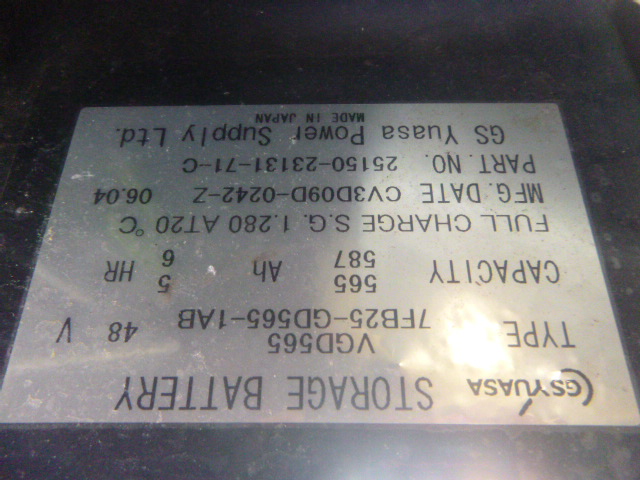 GS YUASA STORAGE BATTERY
TYPE VGD565 48 V
7FB25-GD565-1AB
CAPACITY 565 Ah 5 HR
587 6
FULL CHARGE S.G. 1.280 AT20 °C
MFG. DATE CV3D09D-0242-Z 06.04
PART. NO. 25150-23131-71-C
GS Yuasa Power Supply Ltd.
MADE IN JAPAN